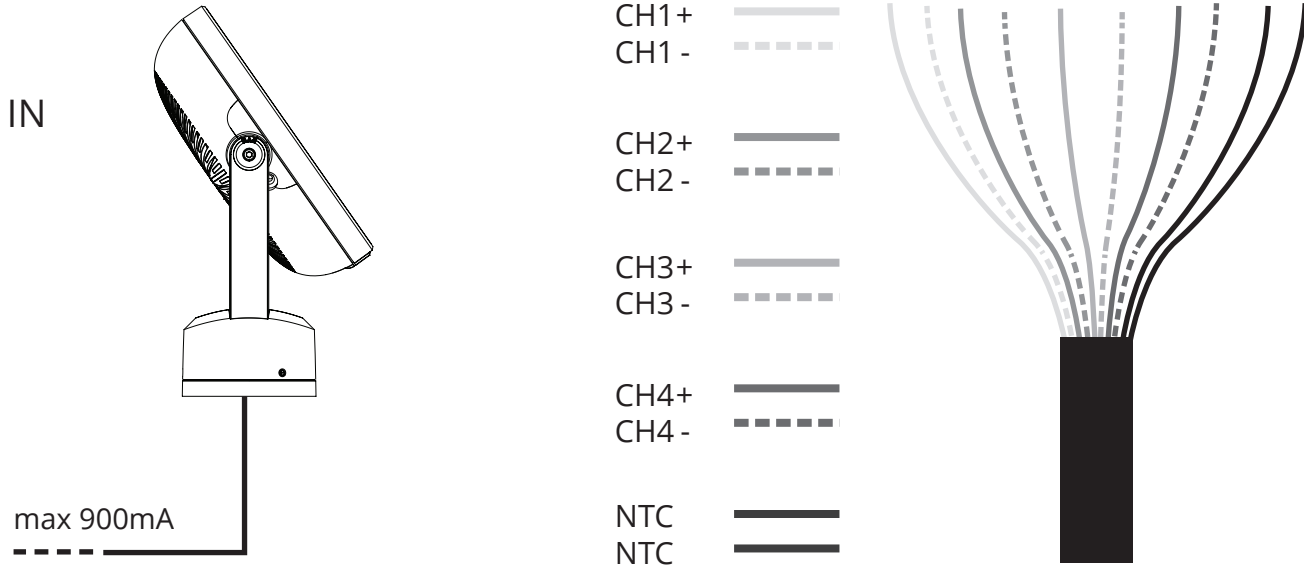 IN
max 900mA
CH1+
CH1 -
CH2+
CH2 -
CH3+
CH3 -
CH4+
CH4 -
NTC
NTC